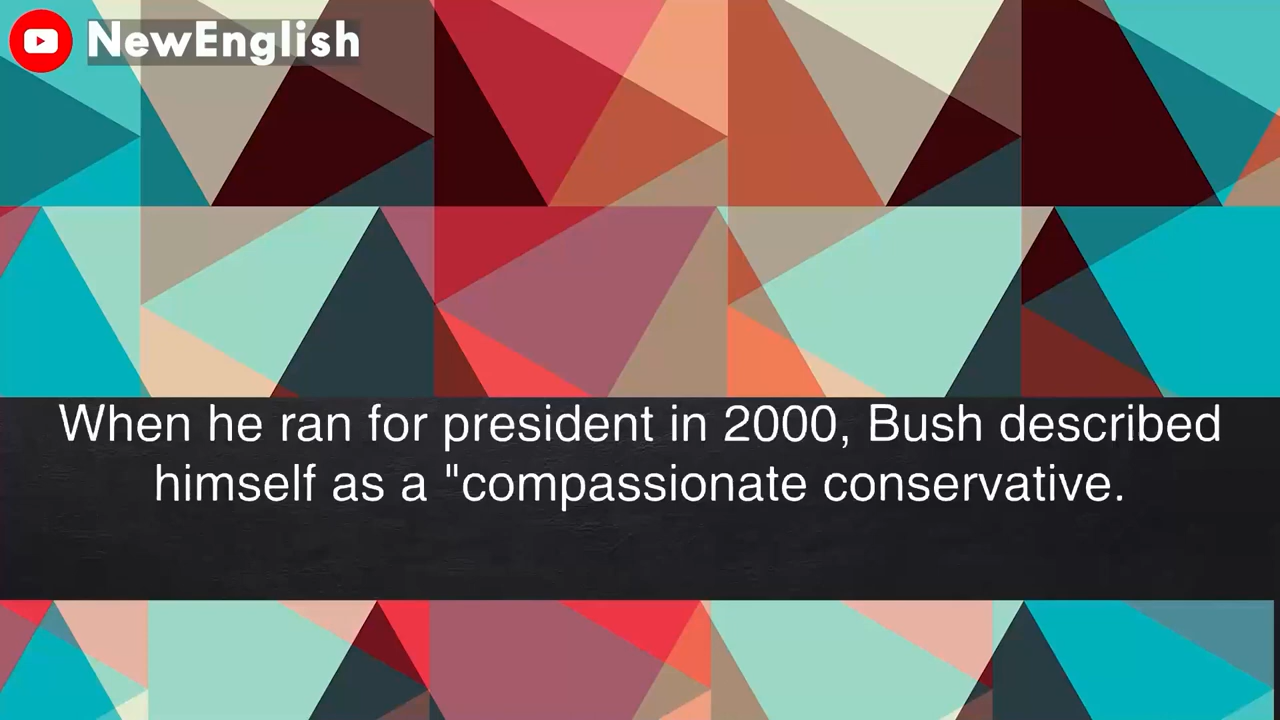 NewEnglish
When he ran for president in 2000, Bush described
himself as a "compassionate conservative.